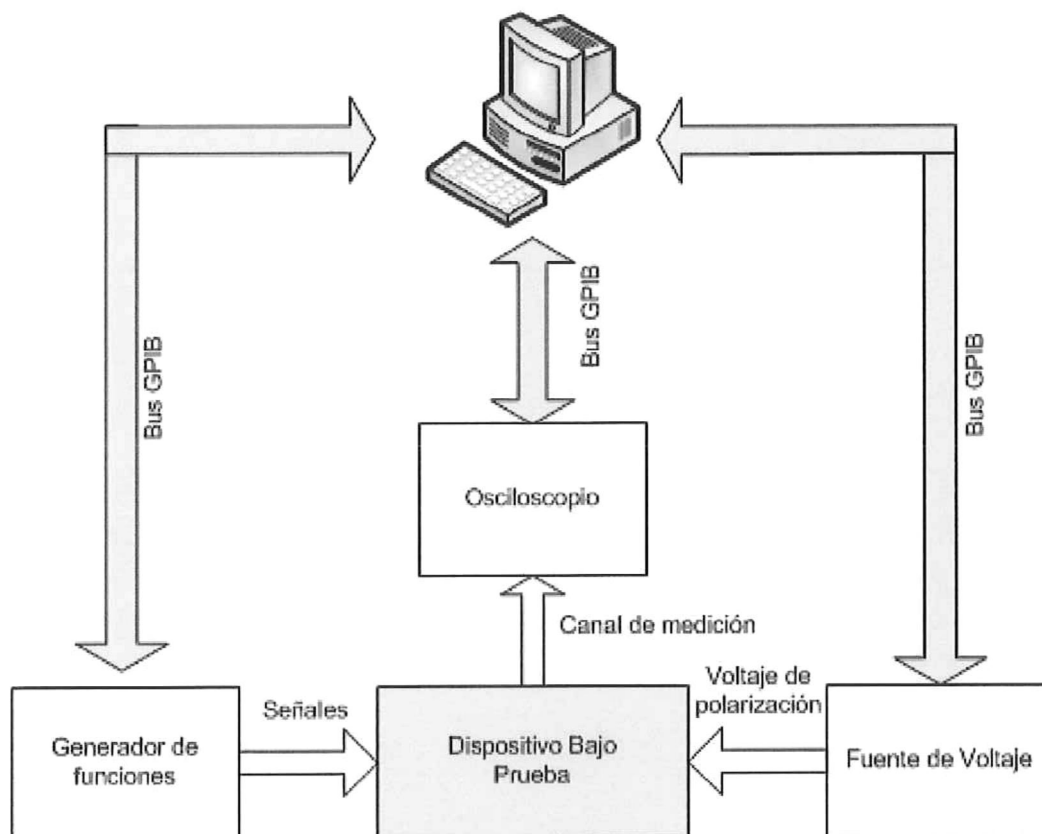 Bus GPIB
Bus GPIB
Bus GPIB
Osciloscopio
Canal de medición
Señales
Voltaje de
polarización
Generador de
funciones
Dispositivo Bajo
Prueba
Fuente de Voltaje